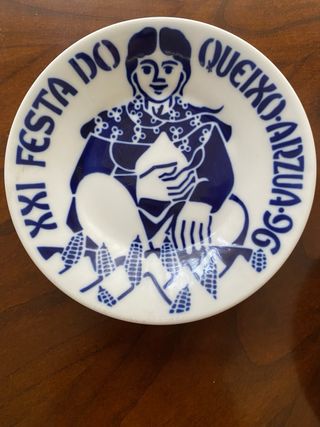 XXI FESTA DO QUEIXO·ARZUA·96